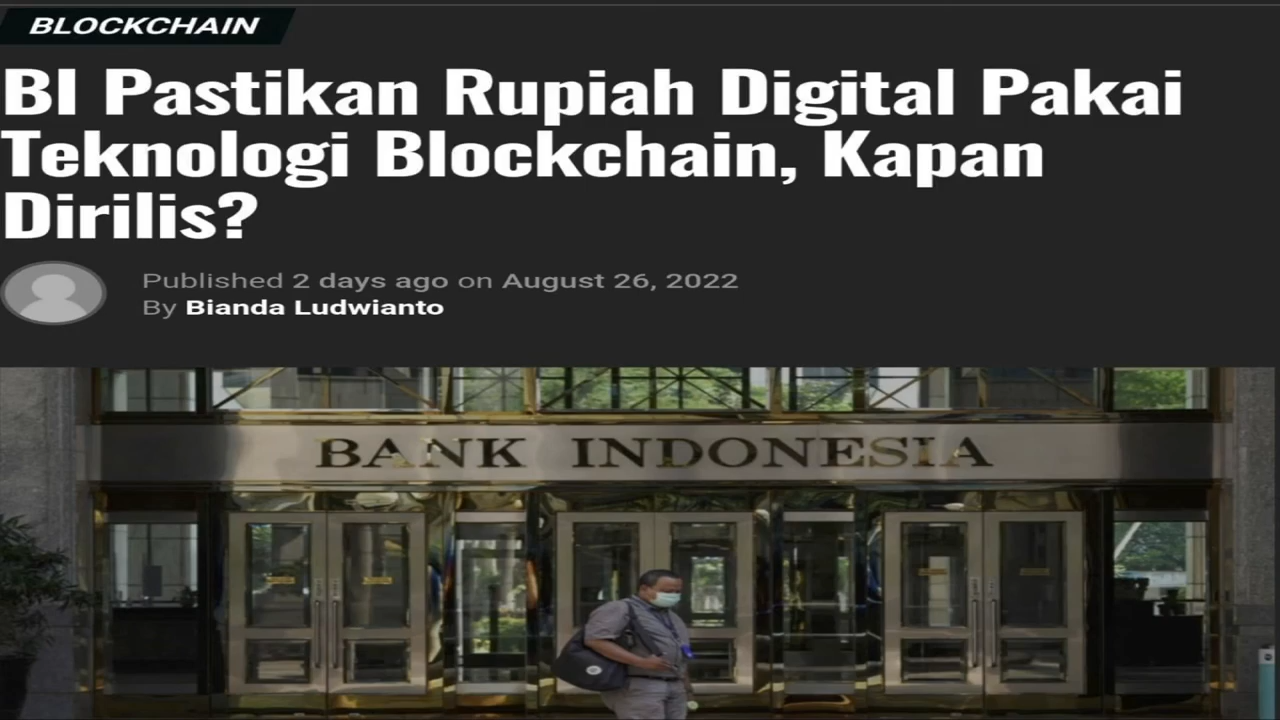 BLOCKCHAIN
BI Pastikan Rupiah Digital Pakai
Teknologi Blockchain, Kapan
Dirilis?
Published 2 days ago on August 26, 2022
By Bianda Ludwianto
BANK INDONESIA